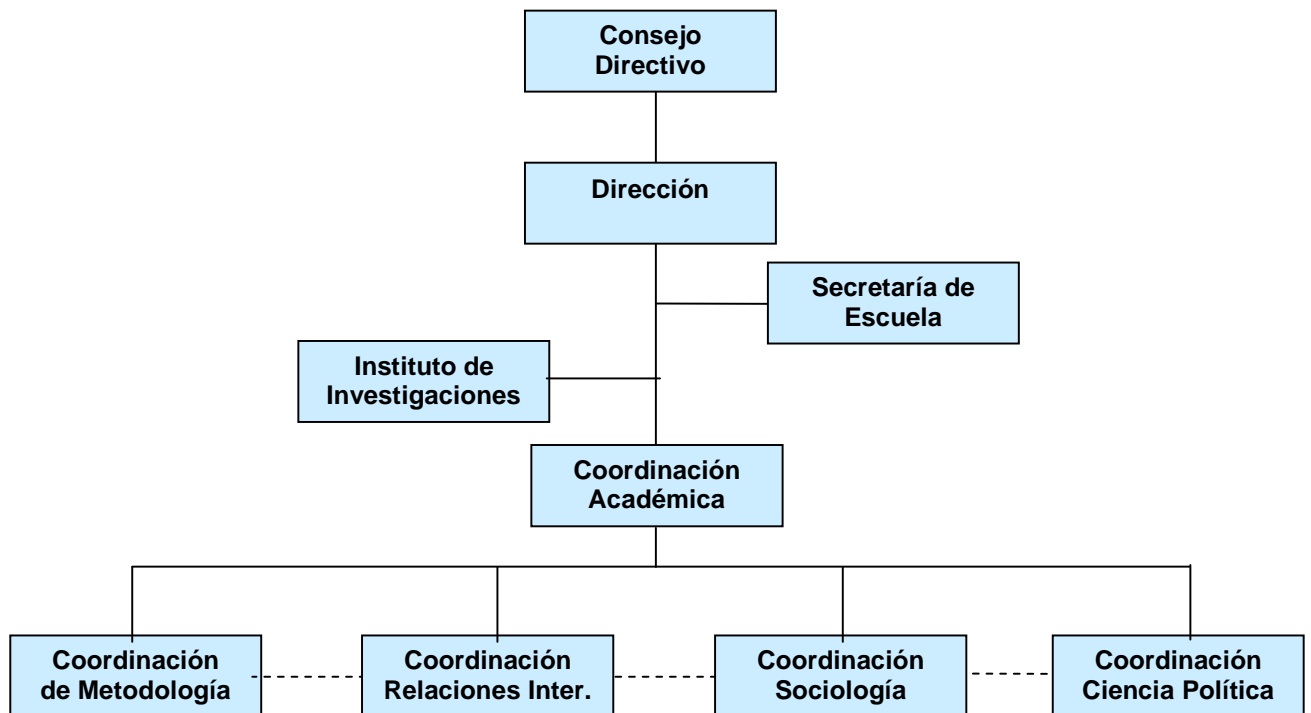 Consejo
Directivo
Dirección
Secretaría de
Escuela
Instituto de
Investigaciones
Coordinación
Académica
Coordinación
de Metodología
Coordinación
Relaciones Inter.
Coordinación
Sociología
Coordinación
Ciencia Política